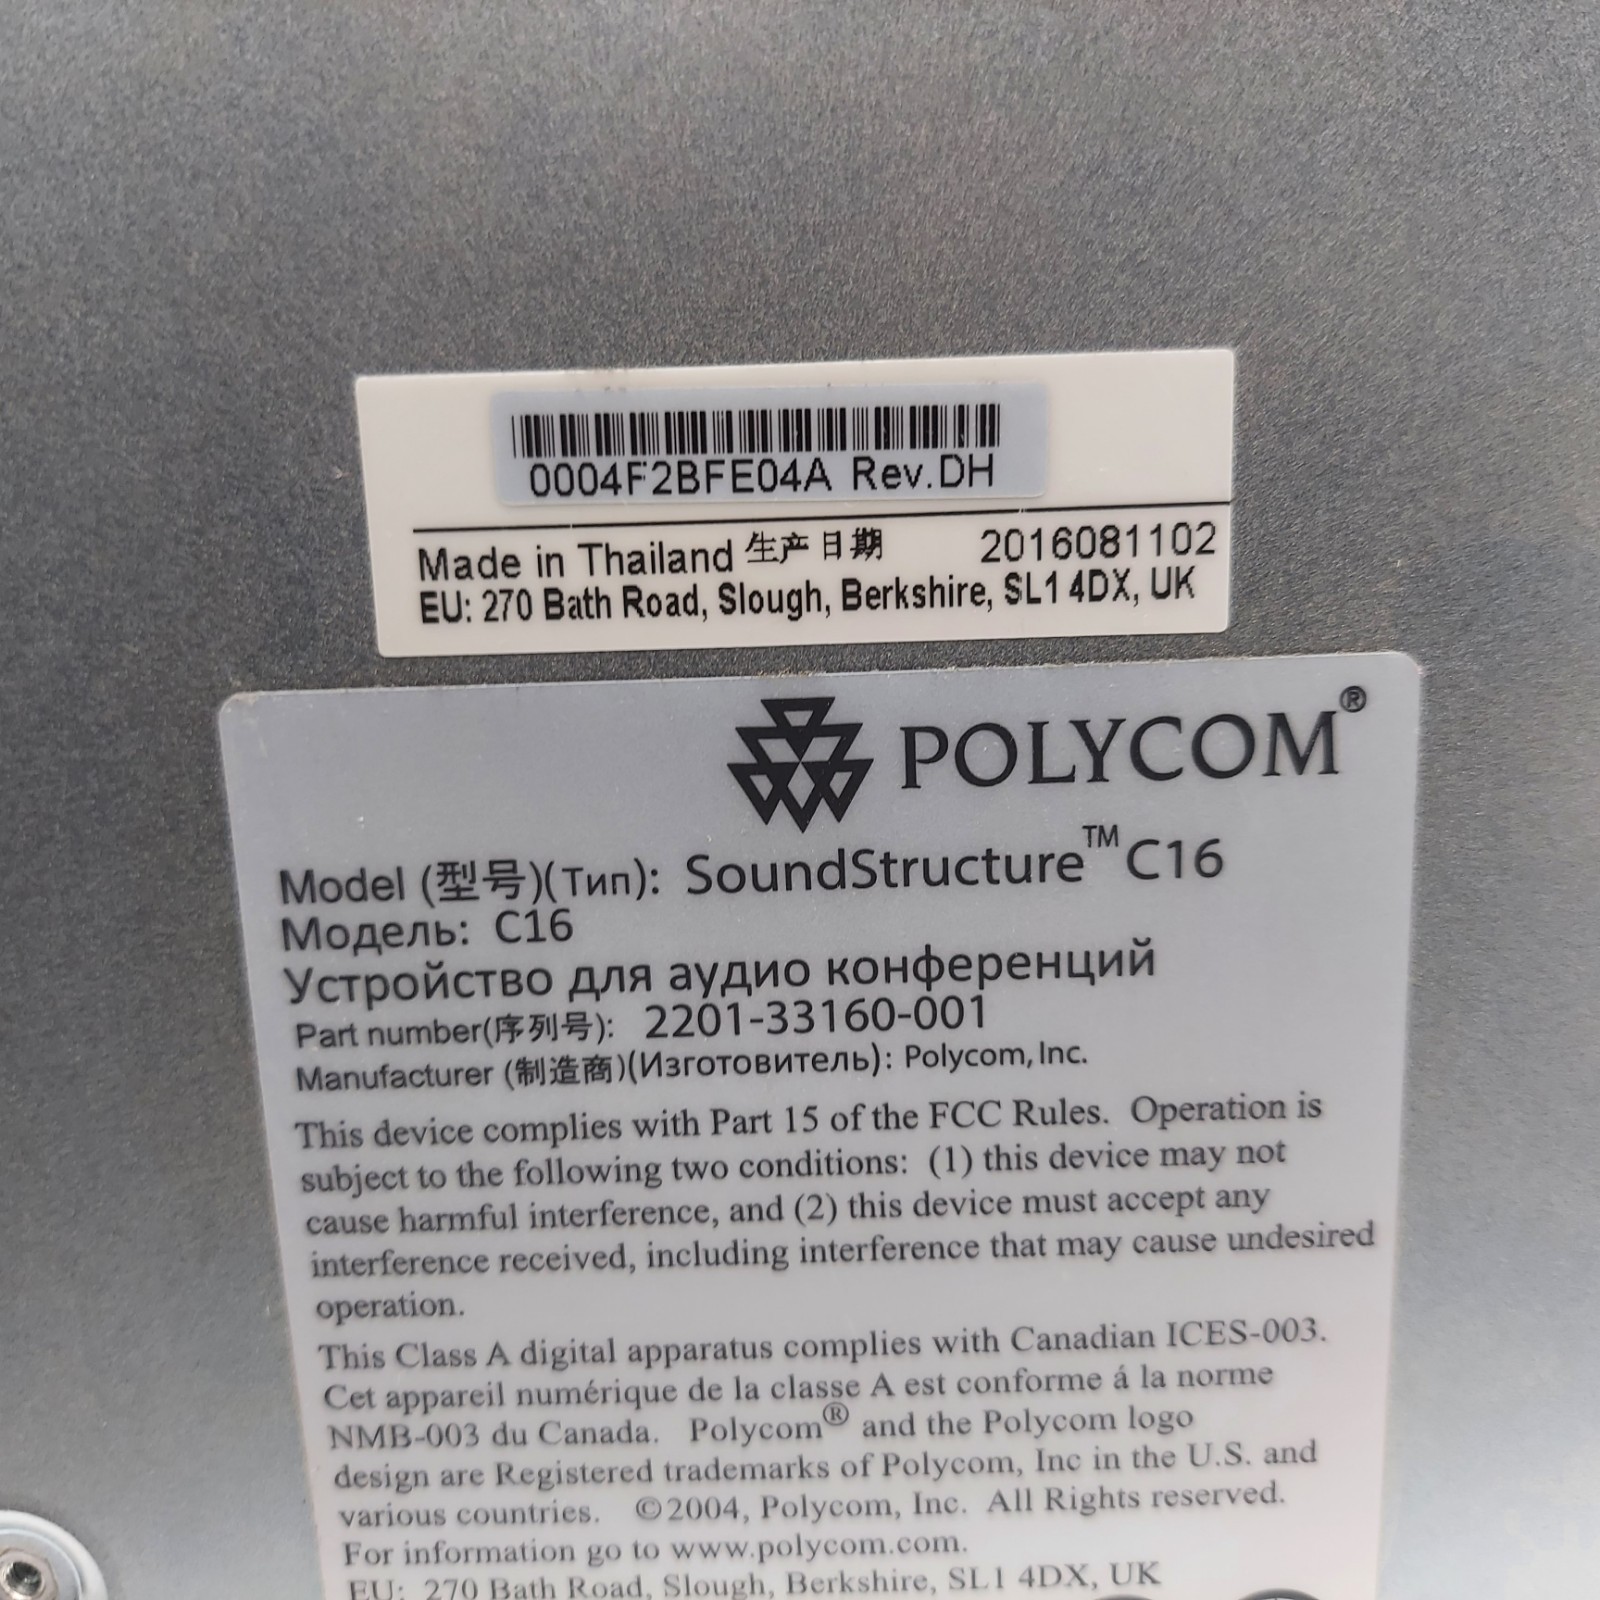 0004F2BFE04A Rev.DH
Made in Thailand 生产日期 2016081102
EU: 270 Bath Road, Slough, Berkshire, SL1 4DX, UK
POLYCOM®
Model (型号)(Тип): SoundStructure™ C16
Модель: C16
Устройство для аудио конференций
Part number(序列号): 2201-33160-001
Manufacturer (制造商)(Изготовитель): Polycom, Inc.
This device complies with Part 15 of the FCC Rules. Operation is
subject to the following two conditions: (1) this device may not
cause harmful interference, and (2) this device must accept any
interference received, including interference that may cause undesired
operation.
This Class A digital apparatus complies with Canadian ICES-003.
Cet appareil numérique de la classe A est conforme á la norme
NMB-003 du Canada. Polycom® and the Polycom logo
design are Registered trademarks of Polycom, Inc in the U.S. and
various countries. ©2004, Polycom, Inc. All Rights reserved.
For information go to www.polycom.com.
EU: 270 Bath Road, Slough, Berkshire, SL1 4DX, UK